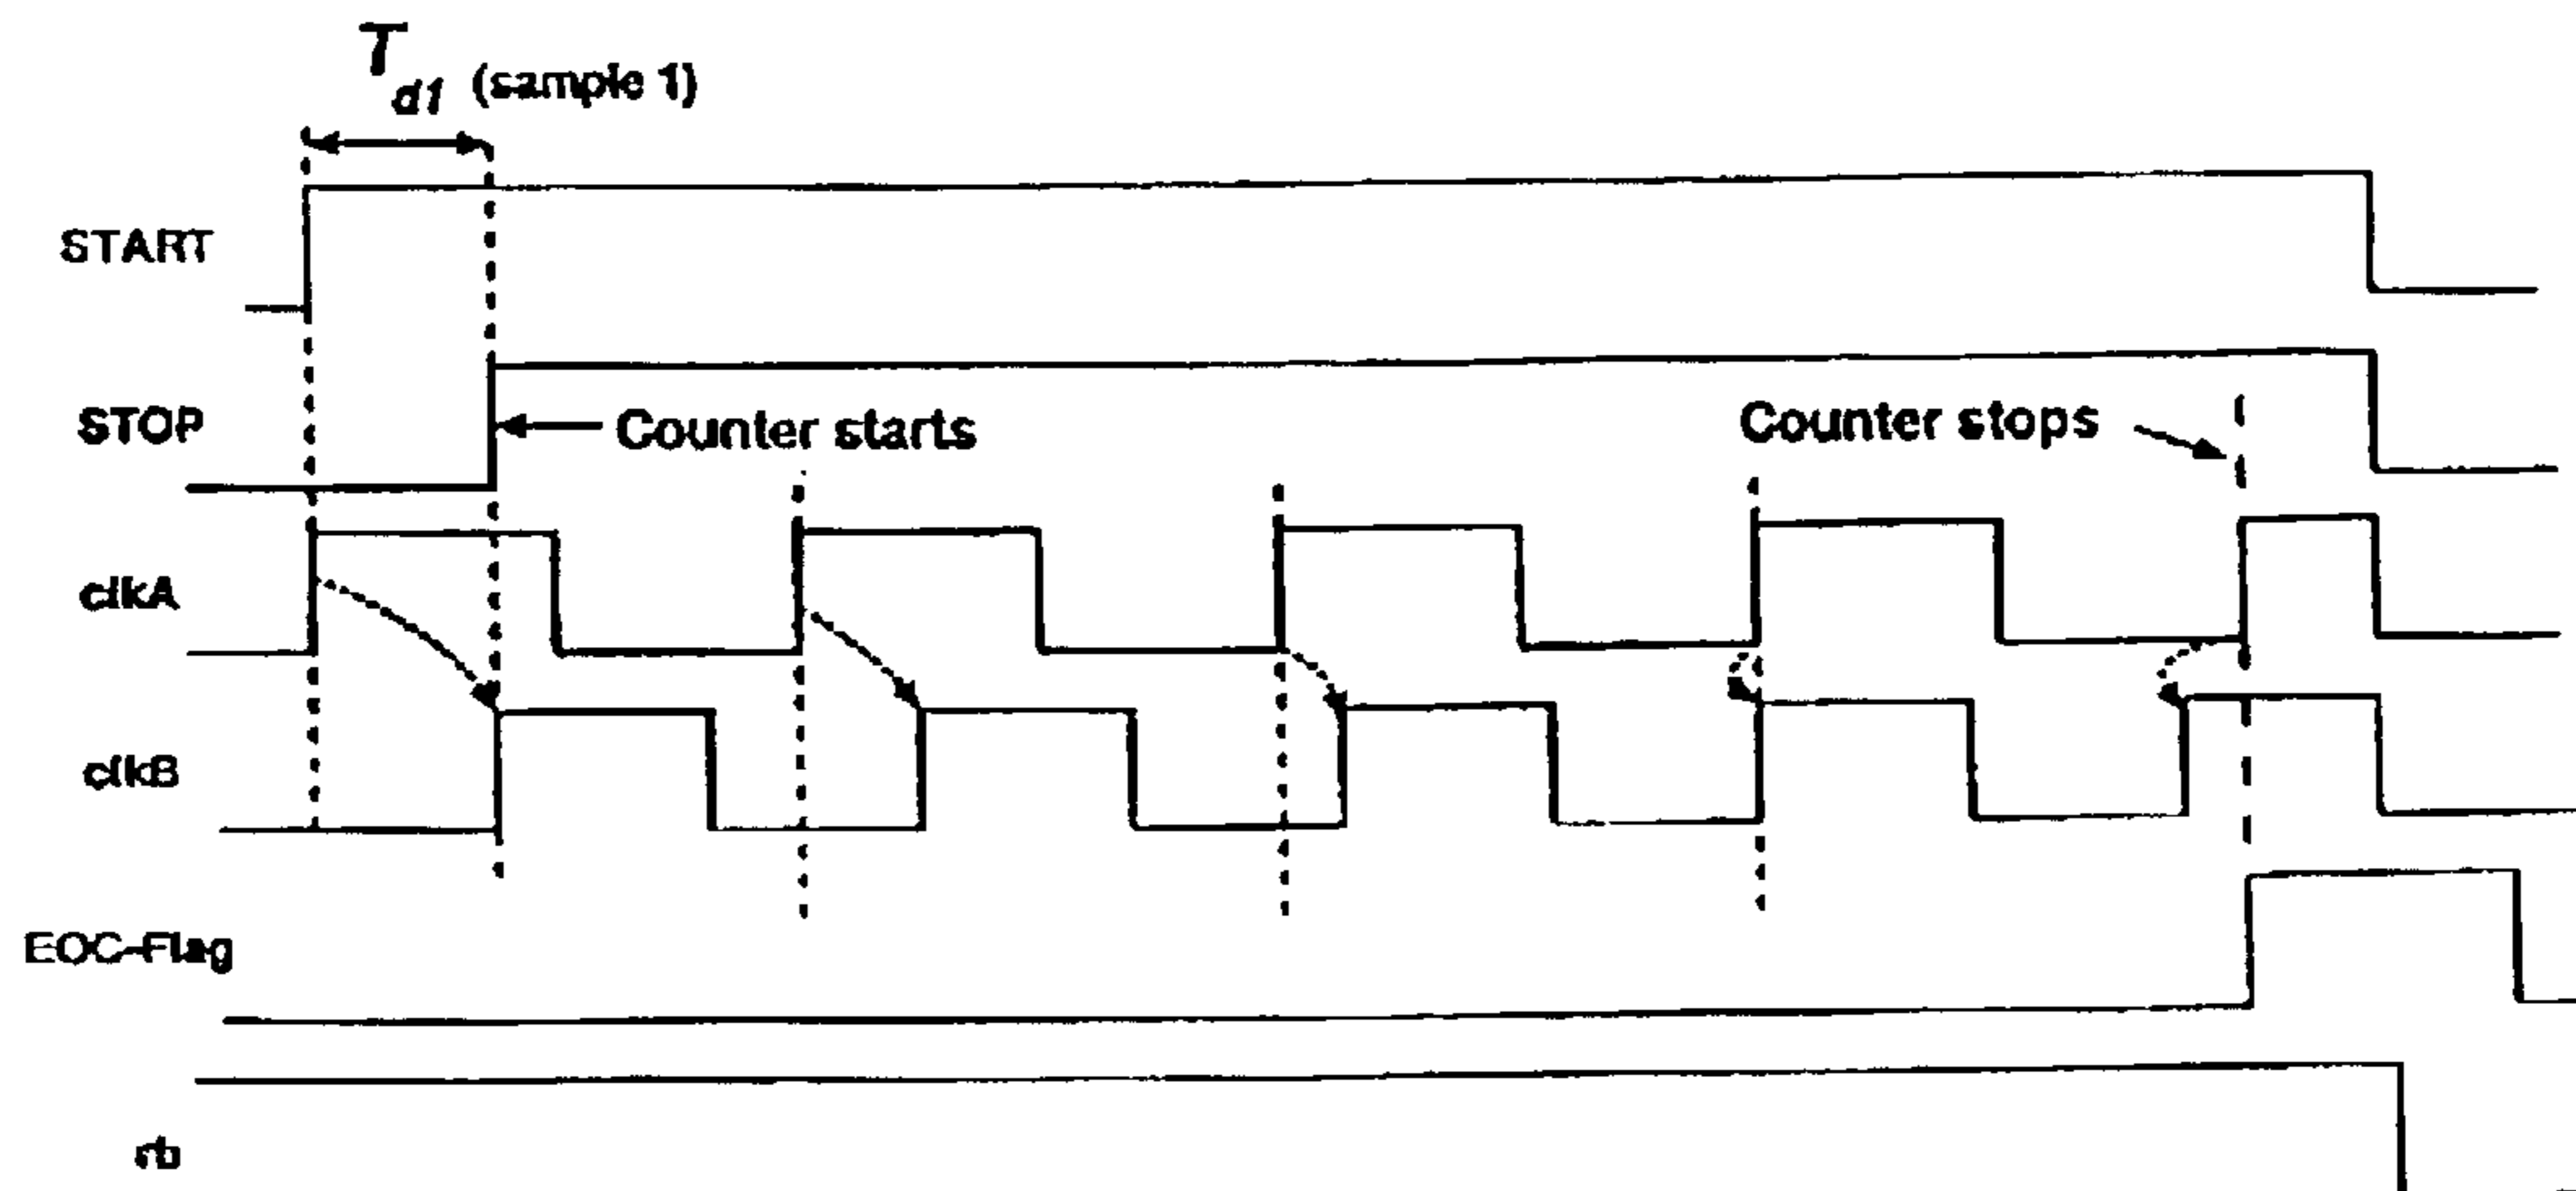 T d1 (sample 1)
START
STOP
Counter starts
Counter stops
clkA
clkB
EOC-Flag
rb